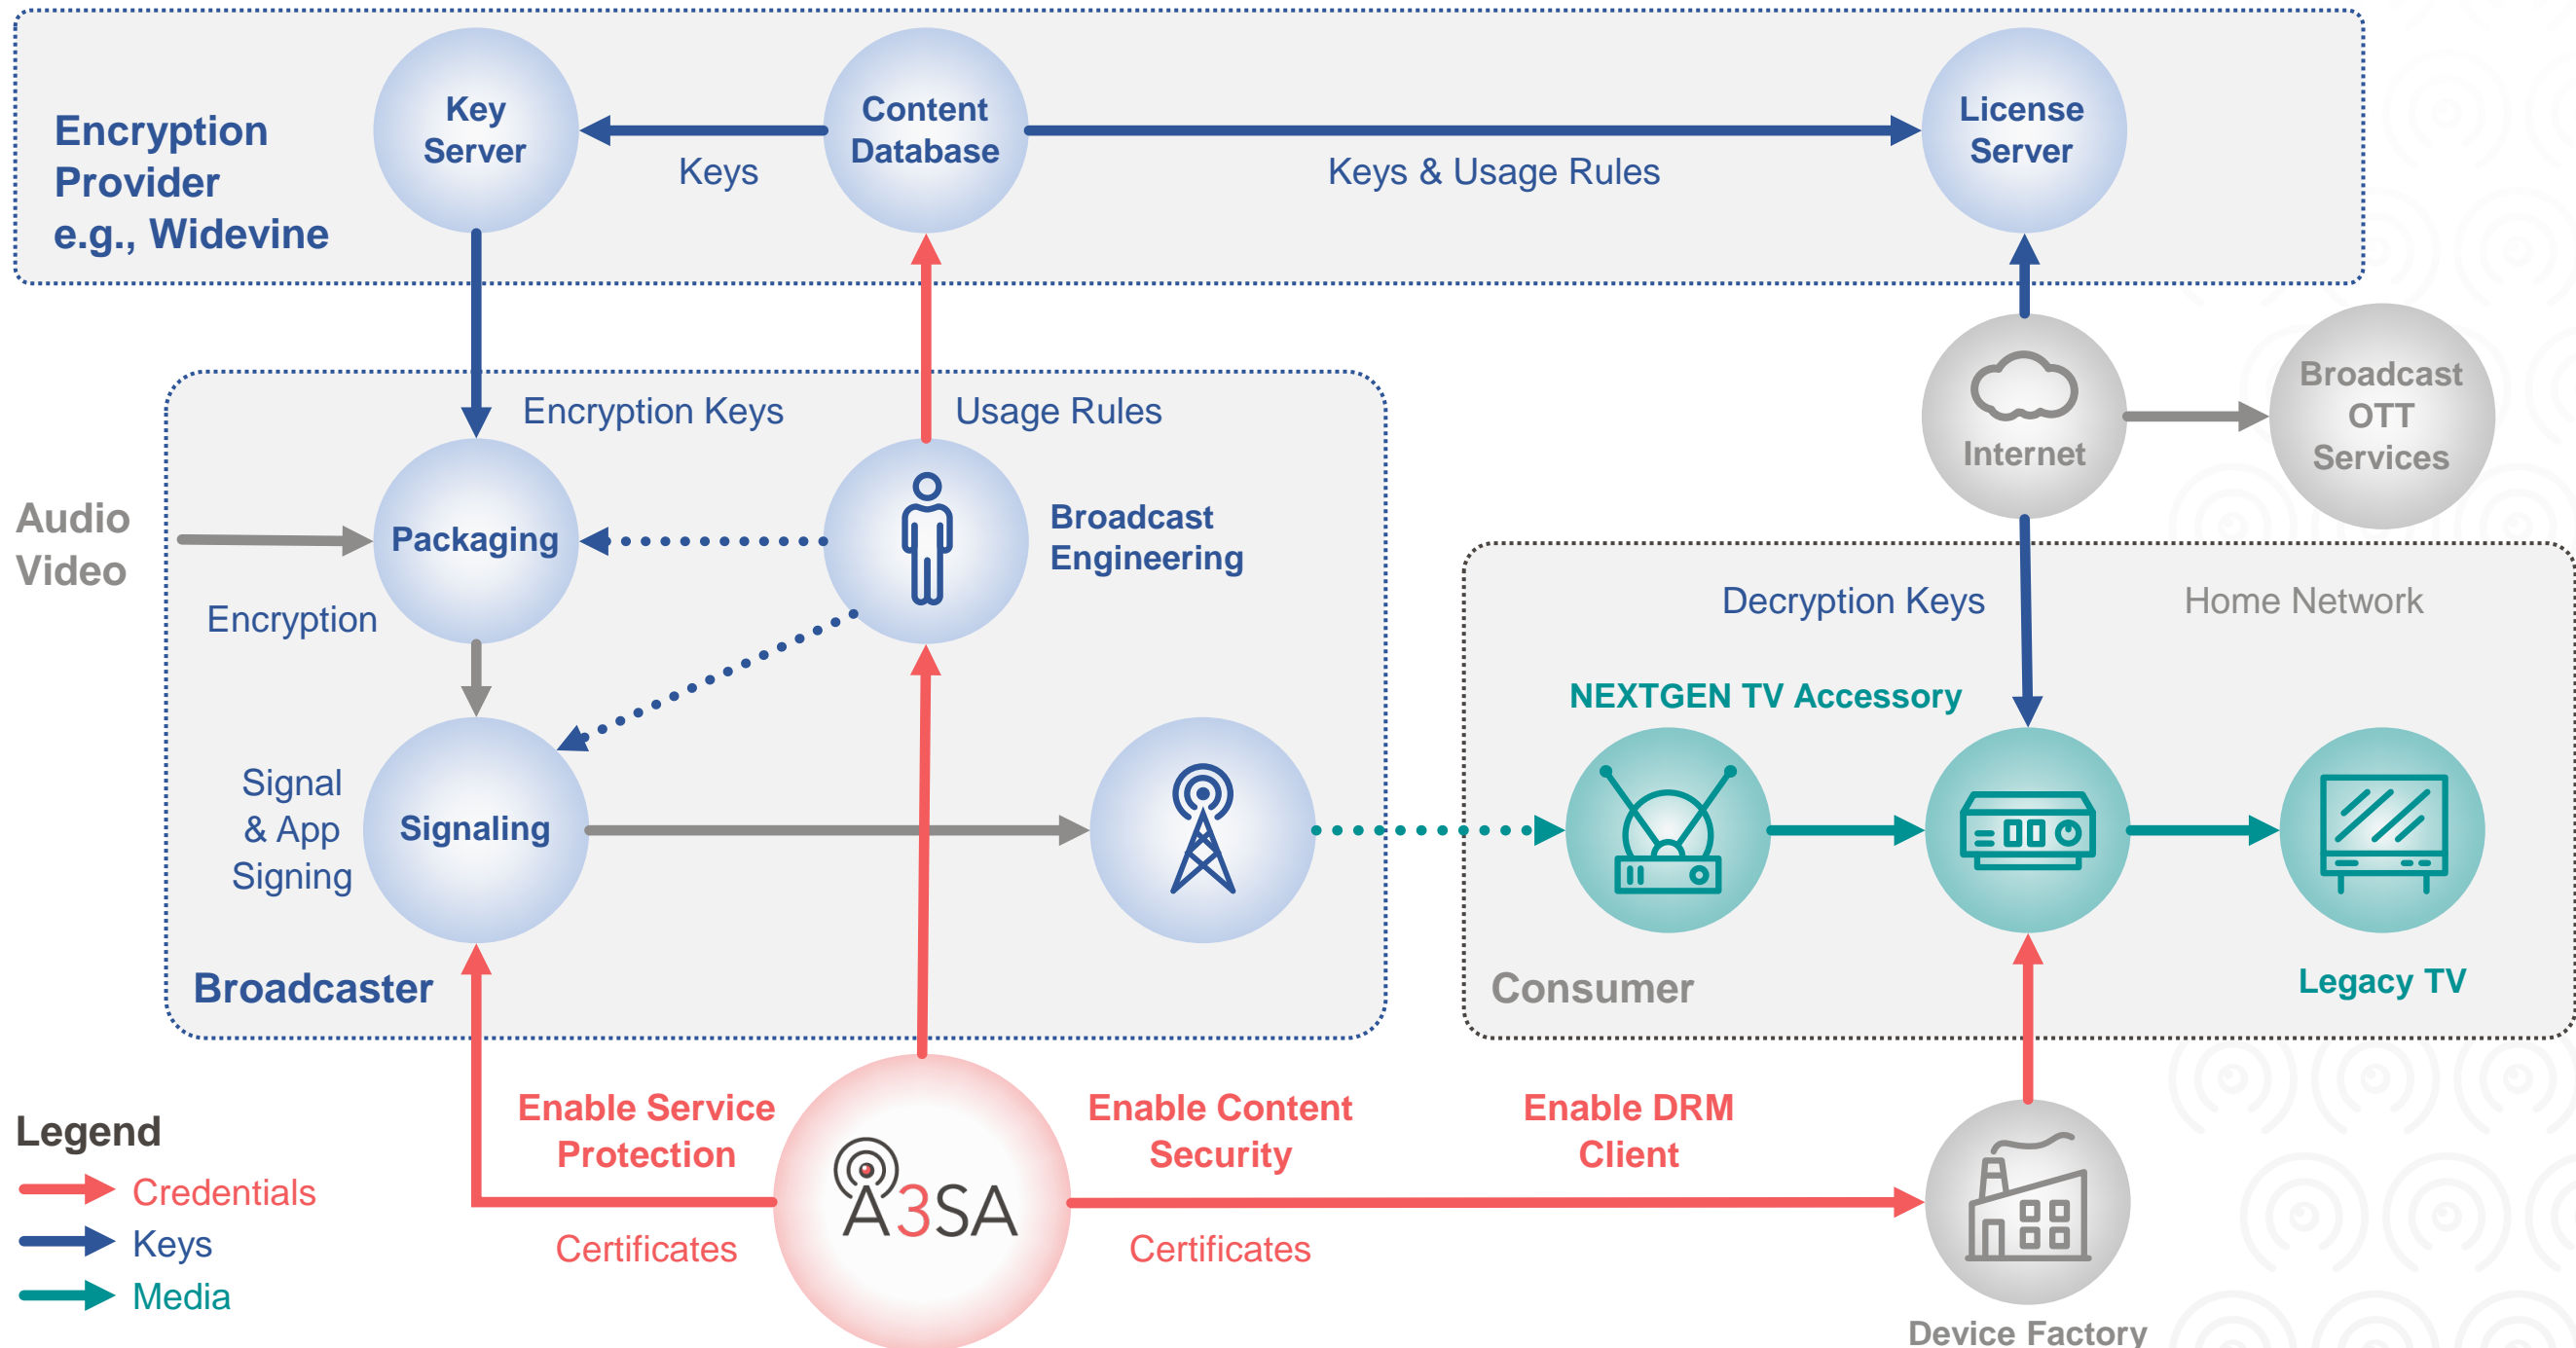 Encryption
Provider
e.g., Widevine
Key
Server
Keys
Content
Database
Keys & Usage Rules
License
Server
Internet
Broadcast
OTT
Services
Audio
Video
Encryption Keys
Usage Rules
Packaging
Encryption
Broadcast
Engineering
Signal
& App
Signing
Signaling
Broadcaster
Decryption Keys
Home Network
NEXTGEN TV Accessory
Legacy TV
Consumer
Legend
Credentials
Keys
Media
Enable Service
Protection
Certificates
A3SA
Enable Content
Security
Certificates
Enable DRM
Client
Device Factory